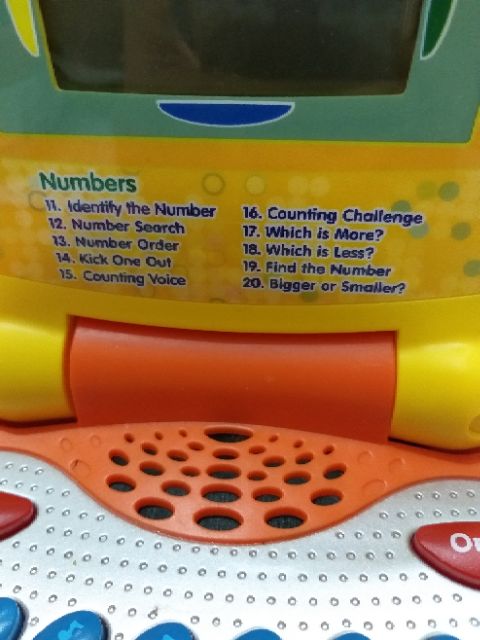 Numbers
11. Identify the Number
12. Number Search
13. Number Order
14. Kick One Out
15. Counting Voice
16. Counting Challenge
17. Which is More?
18. Which is Less?
19. Find the Number
20. Bigger or Smaller?